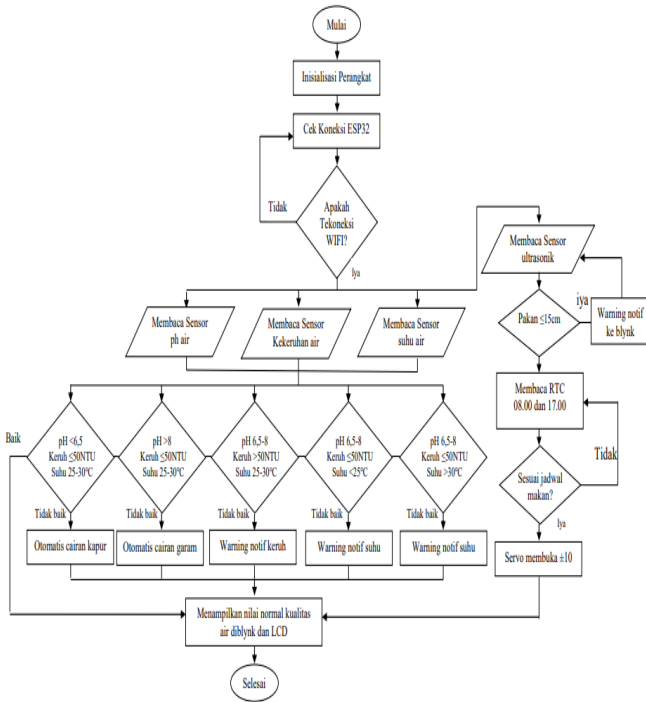 Mulai
Inisialisasi Perangkat
Cek Koneksi ESP32
Tidak
Apakah
Tekoneksi
WIFI?
Iya
Membaca Sensor
ph air
Membaca Sensor
Kekeruhan air
Membaca Sensor
suhu air
Membaca Sensor
ultrasonik
Pakan ≤15cm
iya
Warning notif
ke blynk
Membaca RTC
08.00 dan 17.00
Tidak
Sesuai jadwal
makan?
Iya
Servo membuka ±10
Baik
pH <6,5
Keruh ≤50NTU
Suhu 25-30°C
pH >8
Keruh ≤50NTU
Suhu 25-30°C
pH 6,5-8
Keruh >50NTU
Suhu 25-30°C
pH 6,5-8
Keruh ≤50NTU
Suhu <25°C
pH 6,5-8
Keruh ≤50NTU
Suhu >30°C
Tidak baik
Tidak baik
Tidak baik
Tidak baik
Tidak baik
Otomatis cairan kapur
Otomatis cairan garam
Warning notif keruh
Warning notif suhu
Warning notif suhu
Menampilkan nilai normal kualitas
air diblynk dan LCD
Selesai